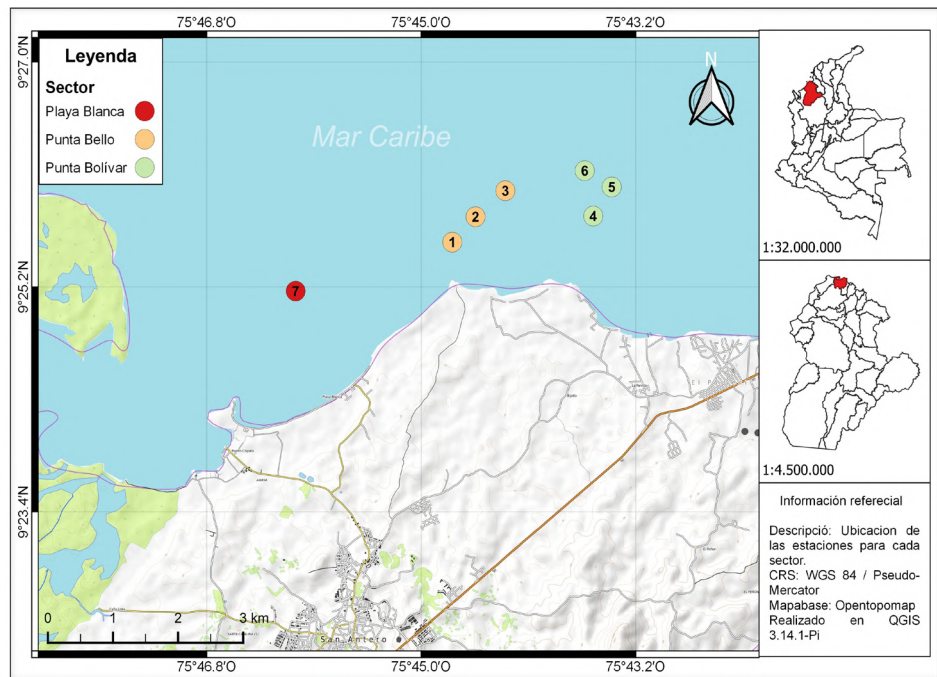 75°46.8'O 75°45.0'O 75°43.2'O
9°27.0'N
Leyenda
Sector
Playa Blanca
Punta Bello
Punta Bolívar
Mar Caribe
N
6
5
3
4
2
1
7
9°25.2'N
9°23.4'N
0 1 2 3 km
San Antero
75°46.8'O 75°45.0'O 75°43.2'O
1:32.000.000
1:4.500.000
Información referecial
Descripció: Ubicacion de
las estaciones para cada
sector.
CRS: WGS 84 / Pseudo-
Mercator
Mapabase: Opentopomap
Realizado en QGIS
3.14.1-Pi